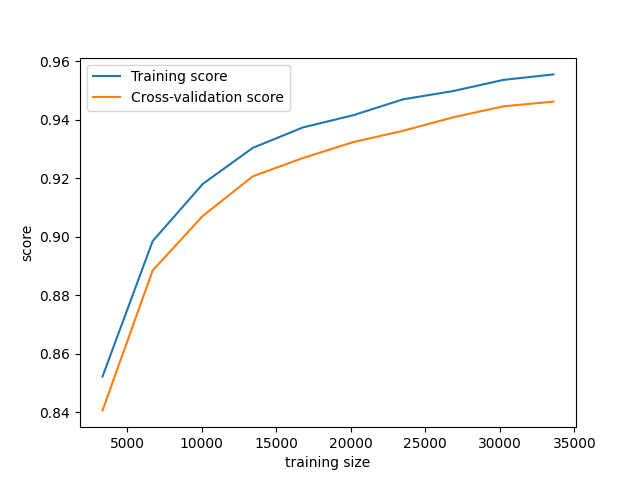 0.96
0.94
0.92
0.90
0.88
0.86
0.84
score
Training score
Cross-validation score
5000 10000 15000 20000 25000 30000 35000
training size